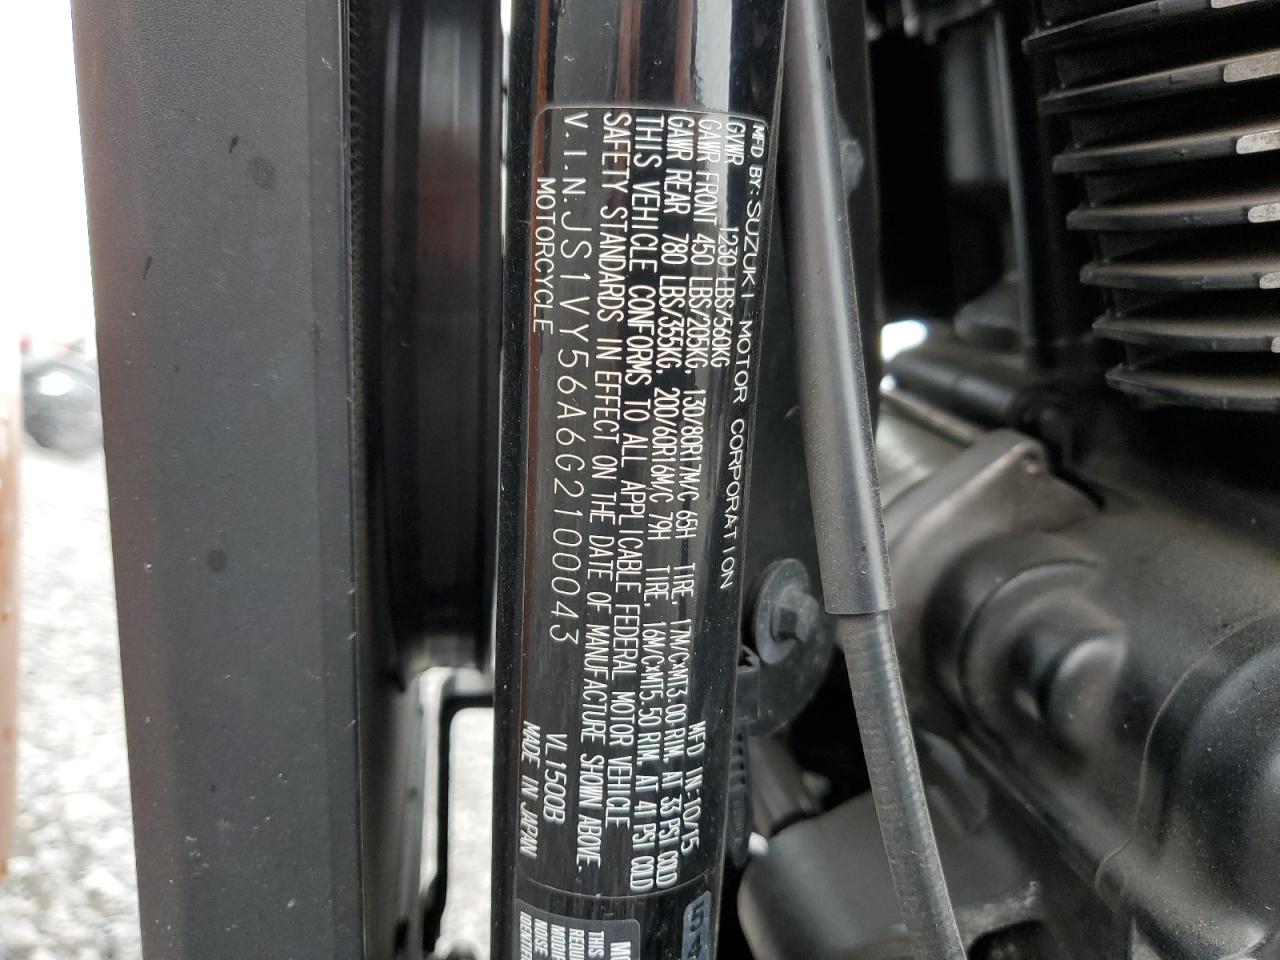 MFD BY: SUZUKI MOTOR CORPORATION
GVWR 1230 LBS/560KG MFD IN:10/15
GAWR FRONT 450 LBS/205KG, 130/80R17M/C 65H TIRE, 17M/CxMT3.00 RIM, AT 33 PSI COLD
GAWR REAR 780 LBS/355KG, 200/60R16M/C 79H TIRE, 16M/CxMT5.50 RIM, AT 41 PSI COLD
THIS VEHICLE CONFORMS TO ALL APPLICABLE FEDERAL MOTOR VEHICLE
SAFETY STANDARDS IN EFFECT ON THE DATE OF MANUFACTURE SHOWN ABOVE.
V.I.N.JS1VY56A6G2100043 VL1500B
MOTORCYCLE MADE IN JAPAN
THIS
NOISE